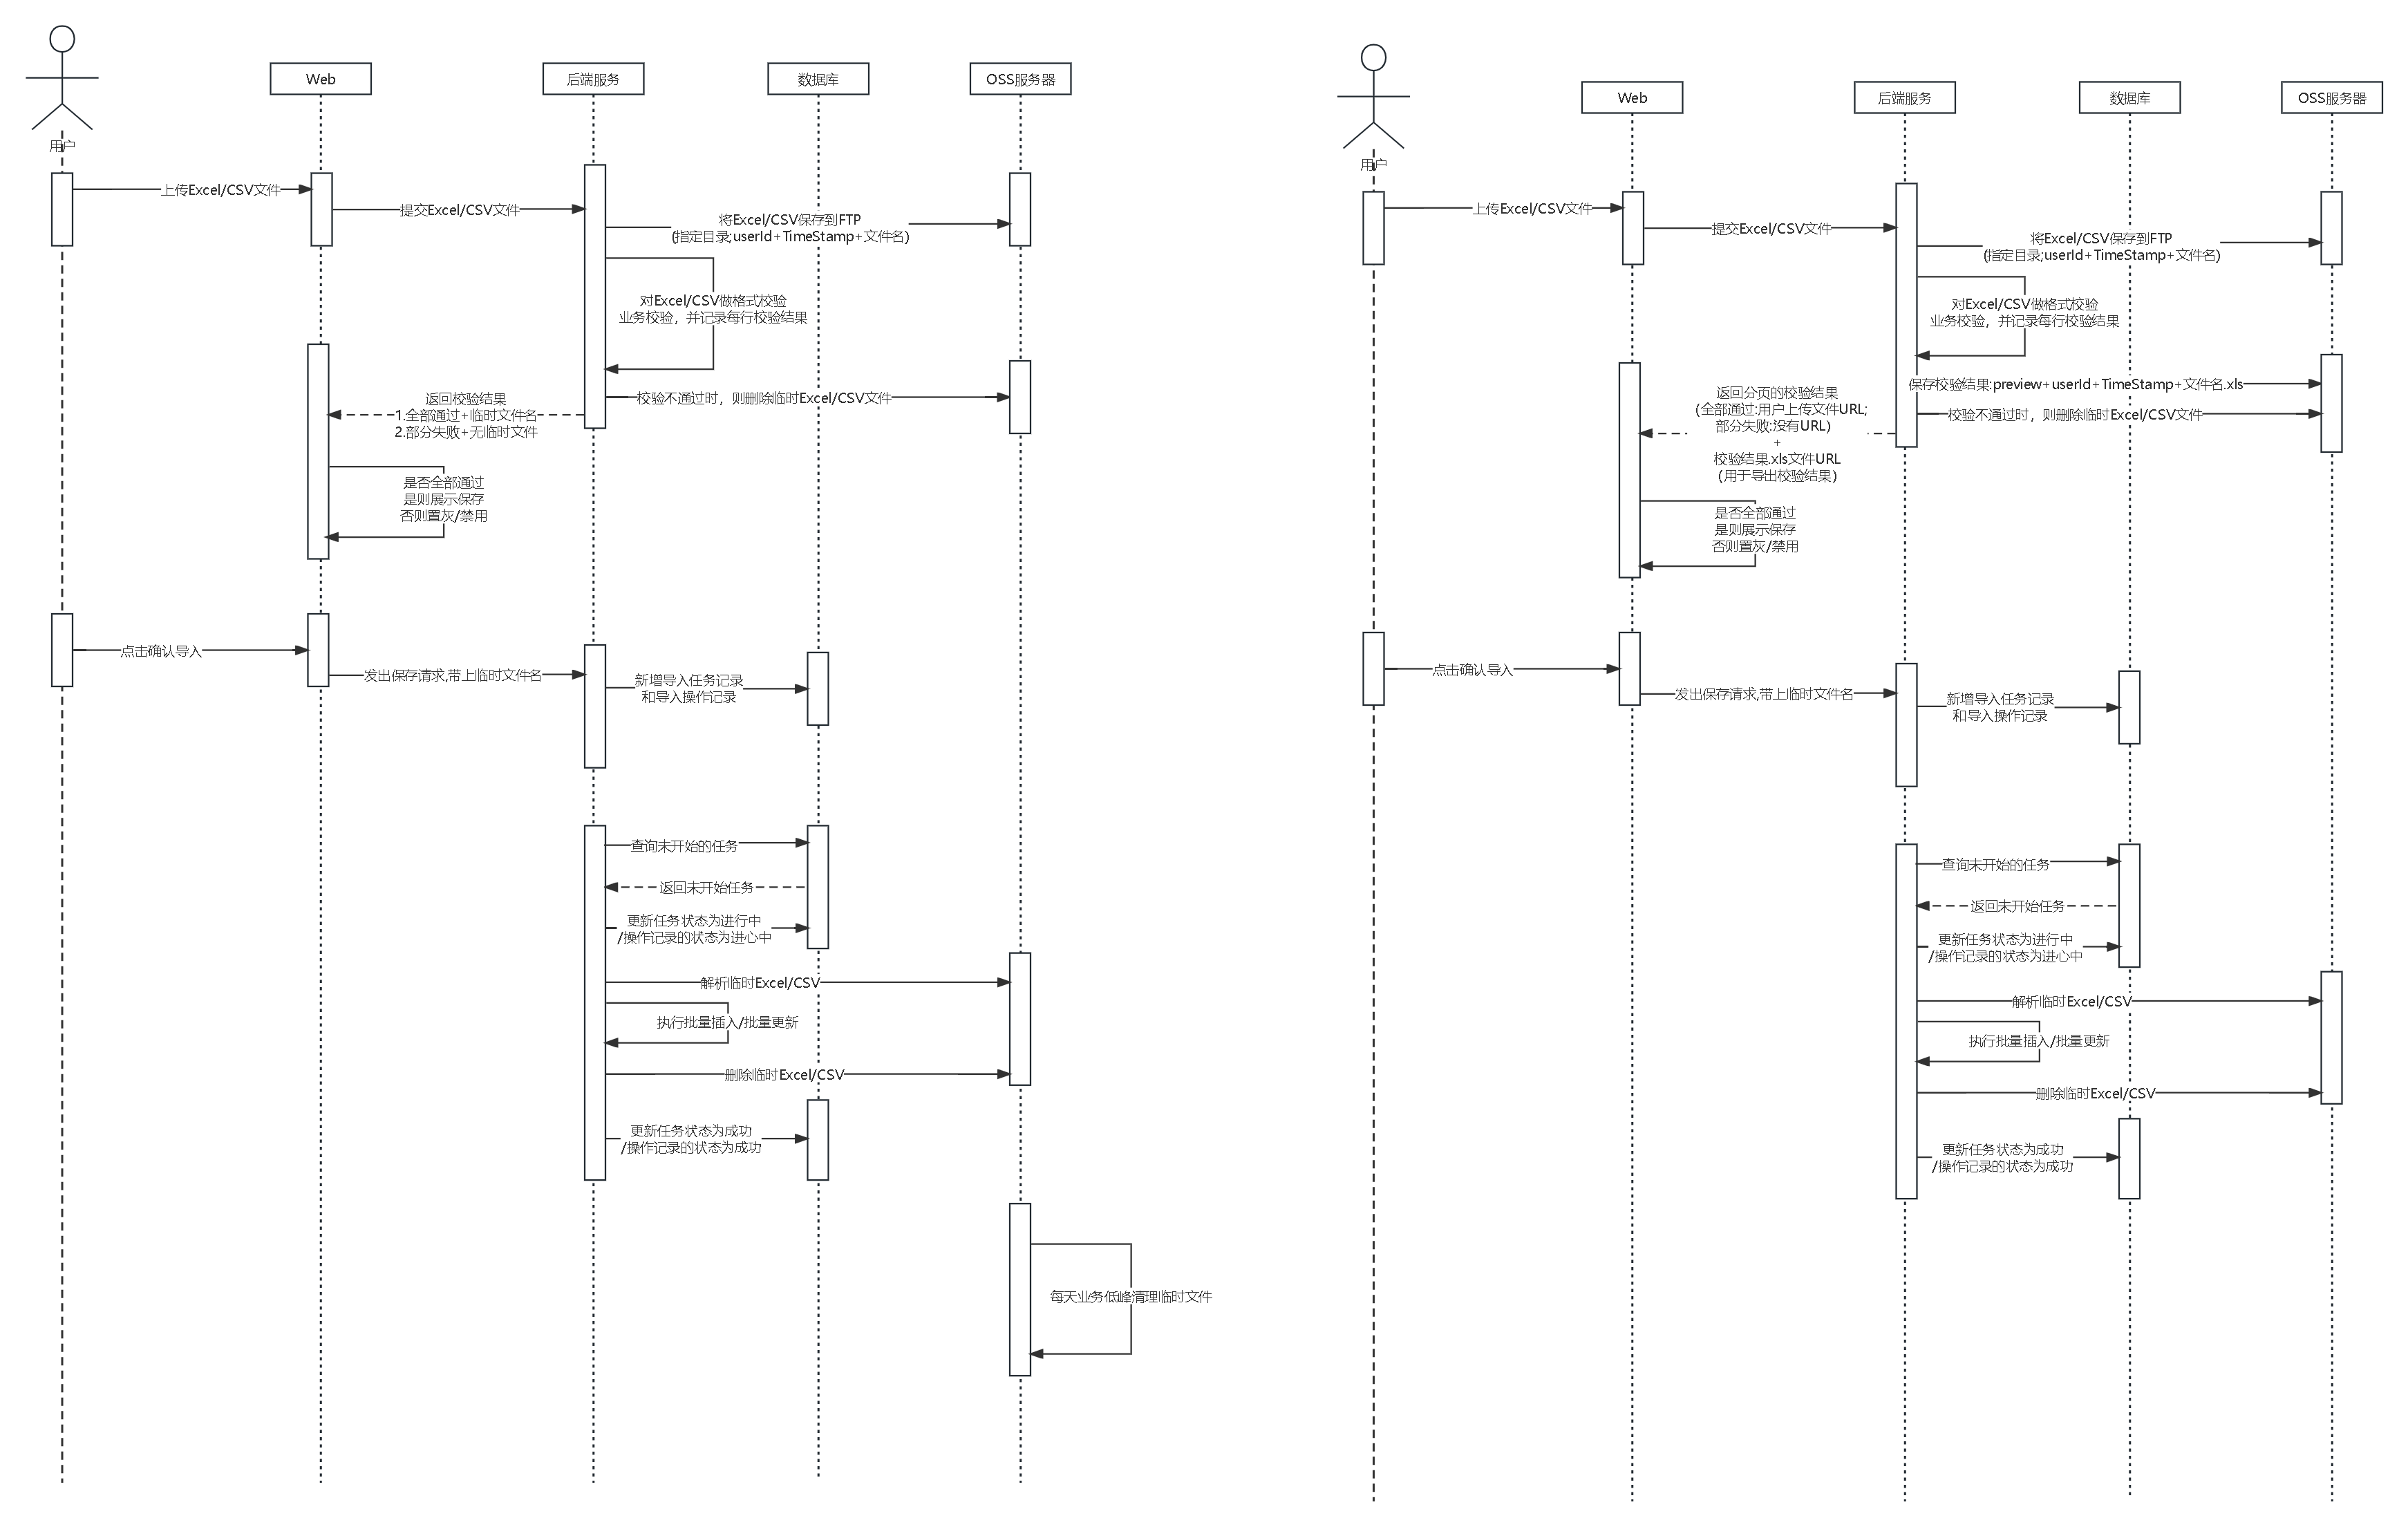 用户
Web
后端服务
数据库
OSS服务器
上传Excel/CSV文件
提交Excel/CSV文件
将Excel/CSV保存到FTP
(指定目录;userId+TimeStamp+文件名)
对Excel/CSV做格式校验
业务校验，并记录每行校验结果
校验不通过时，则删除临时Excel/CSV文件
返回校验结果
1.全部通过+临时文件名
2.部分失败+无临时文件
是否全部通过
是则展示保存
否则置灰/禁用
点击确认导入
发出保存请求,带上临时文件名
新增导入任务记录
和导入操作记录
查询未开始的任务
返回未开始任务
更新任务状态为进行中
/操作记录的状态为进心中
解析临时Excel/CSV
执行批量插入/批量更新
删除临时Excel/CSV
更新任务状态为成功
/操作记录的状态为成功
每天业务低峰清理临时文件
用户
Web
后端服务
数据库
OSS服务器
上传Excel/CSV文件
提交Excel/CSV文件
将Excel/CSV保存到FTP
(指定目录;userId+TimeStamp+文件名)
对Excel/CSV做格式校验
业务校验，并记录每行校验结果
保存校验结果:preview+userId+TimeStamp+文件名.xls
校验不通过时，则删除临时Excel/CSV文件
返回分页的校验结果
(全部通过:用户上传文件URL;
部分失败:没有URL)
+
校验结果.xls文件URL
(用于导出校验结果)
是否全部通过
是则展示保存
否则置灰/禁用
点击确认导入
发出保存请求,带上临时文件名
新增导入任务记录
和导入操作记录
查询未开始的任务
返回未开始任务
更新任务状态为进行中
/操作记录的状态为进心中
解析临时Excel/CSV
执行批量插入/批量更新
删除临时Excel/CSV
更新任务状态为成功
/操作记录的状态为成功